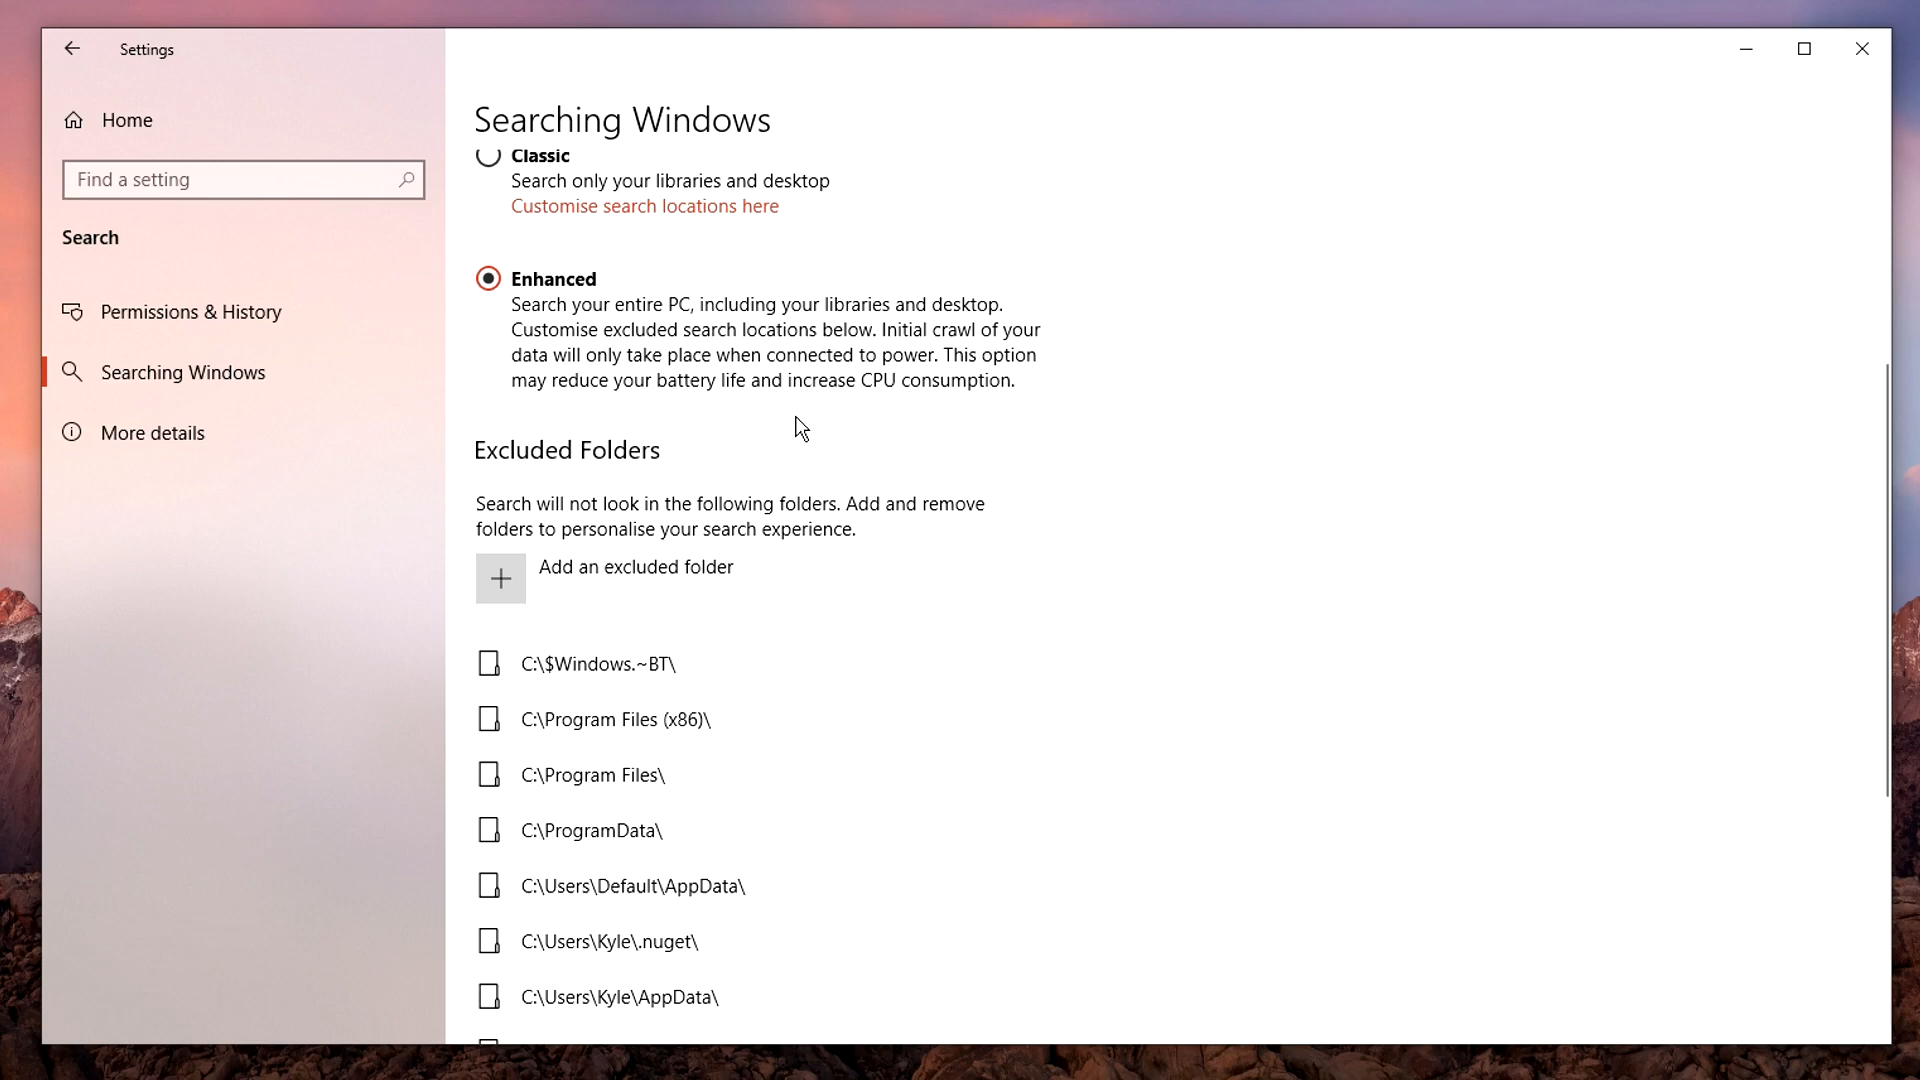 Settings
Home
Find a setting
Search
Permissions & History
Searching Windows
More details
Searching Windows
Classic
Search only your libraries and desktop
Customise search locations here
Enhanced
Search your entire PC, including your libraries and desktop.
Customise excluded search locations below. Initial crawl of your
data will only take place when connected to power. This option
may reduce your battery life and increase CPU consumption.
Excluded Folders
Search will not look in the following folders. Add and remove
folders to personalise your search experience.
Add an excluded folder
C:\$Windows.~BT\
C:\Program Files (x86)\
C:\Program Files\
C:\ProgramData\
C:\Users\Default\AppData\
C:\Users\Kyle\.nuget\
C:\Users\Kyle\AppData\